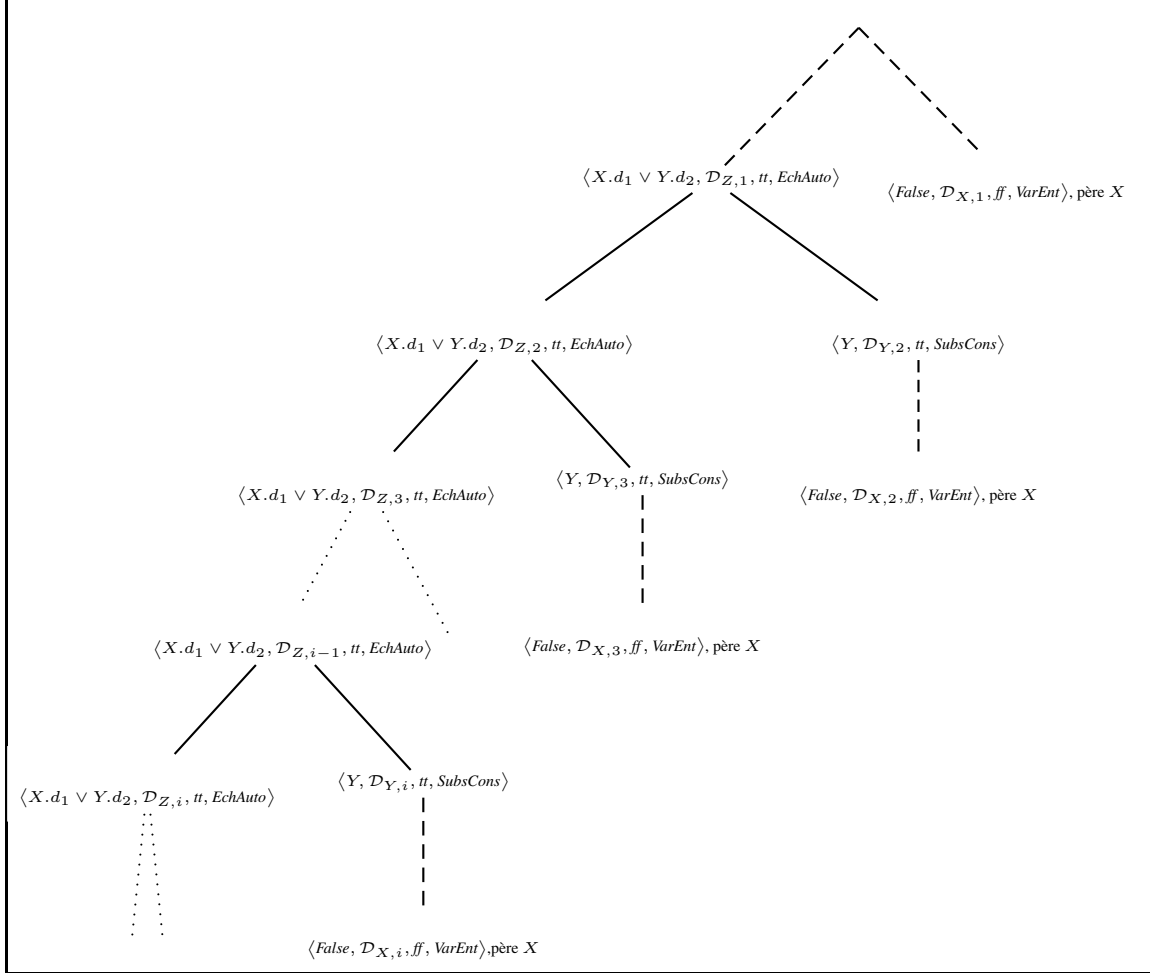 ⟨X.d₁ ∨ Y.d₂, 𝒟_{Z,1}, tt, EchAuto⟩
⟨False, 𝒟_{X,1}, ff, VarEnt⟩, père X
⟨X.d₁ ∨ Y.d₂, 𝒟_{Z,2}, tt, EchAuto⟩
⟨Y, 𝒟_{Y,2}, tt, SubsCons⟩
⟨X.d₁ ∨ Y.d₂, 𝒟_{Z,3}, tt, EchAuto⟩
⟨Y, 𝒟_{Y,3}, tt, SubsCons⟩
⟨False, 𝒟_{X,2}, ff, VarEnt⟩, père X
⟨X.d₁ ∨ Y.d₂, 𝒟_{Z,i−1}, tt, EchAuto⟩
⟨False, 𝒟_{X,3}, ff, VarEnt⟩, père X
⟨X.d₁ ∨ Y.d₂, 𝒟_{Z,i}, tt, EchAuto⟩
⟨Y, 𝒟_{Y,i}, tt, SubsCons⟩
⟨False, 𝒟_{X,i}, ff, VarEnt⟩,père X